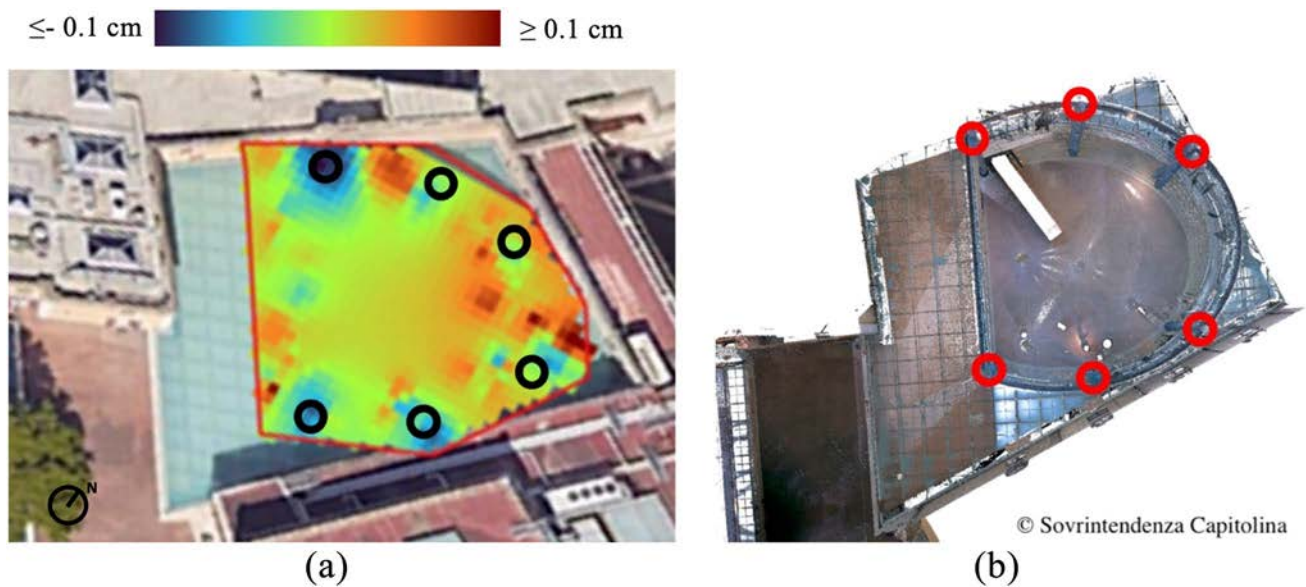 ≤- 0.1 cm ≥ 0.1 cm
N
© Sovrintendenza Capitolina
(a) (b)